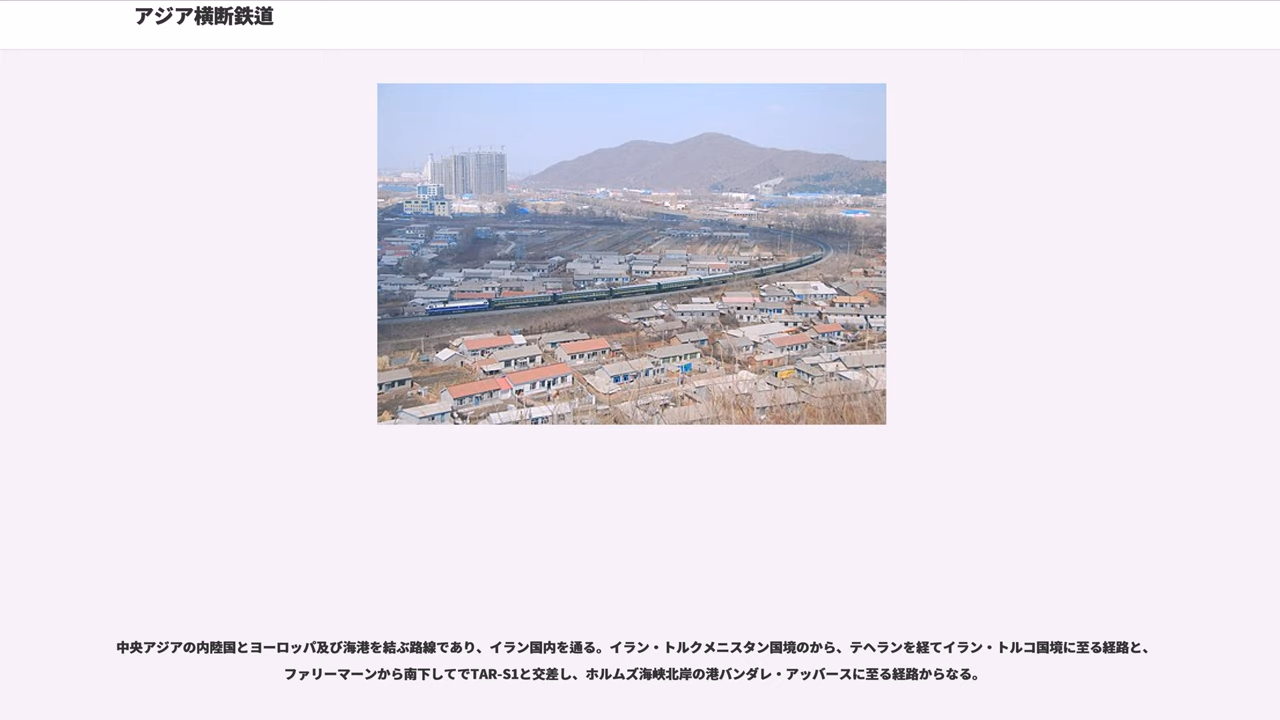 アジア横断鉄道
中央アジアの内陸国とヨーロッパ及び海港を結ぶ路線であり、イラン国内を通る。イラン・トルクメニスタン国境のから、テヘランを経てイラン・トルコ国境に至る経路と、
ファリーマーンから南下してでTAR-S1と交差し、ホルムズ海峡北岸の港バンダレ・アッバースに至る経路からなる。